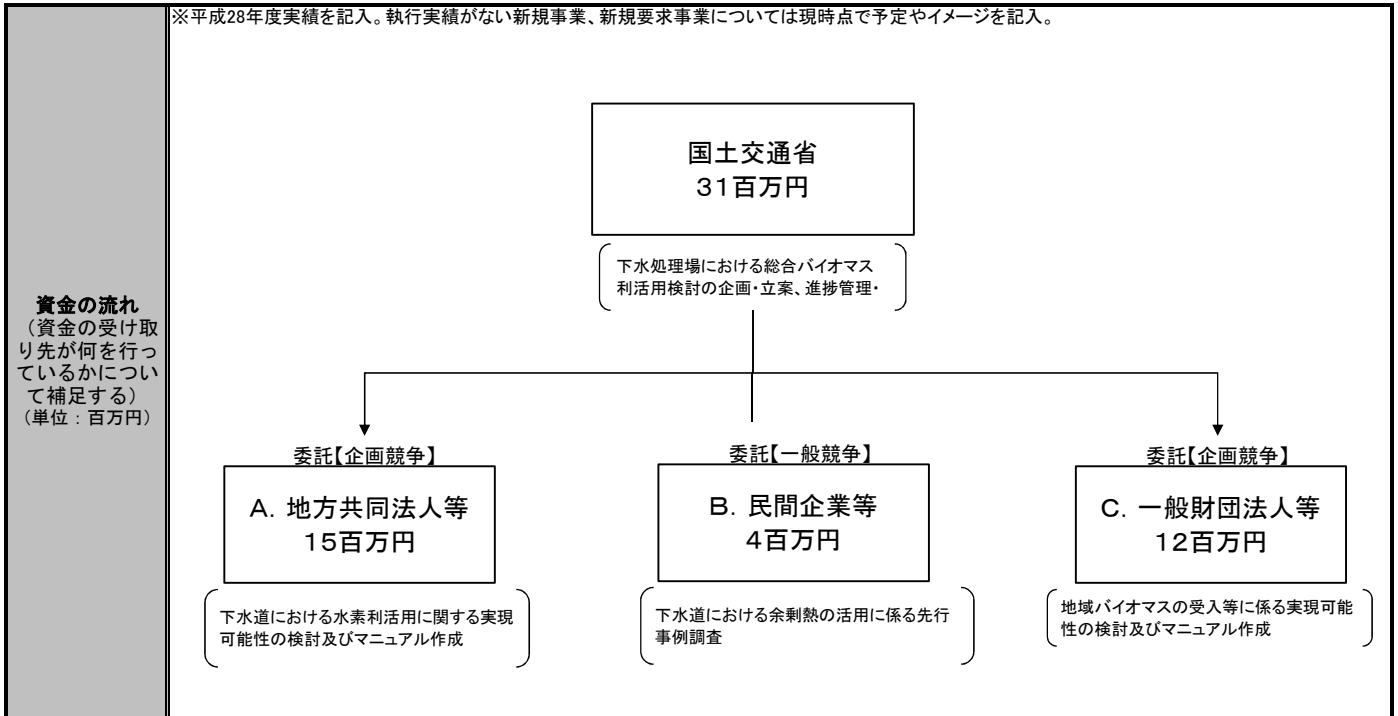 ※平成28年度実績を記入。執行実績がない新規事業、新規要求事業については現時点で予定やイメージを記入。
資金の流れ
（資金の受け取
り先が何を行っ
ているかについ
て補足する）
（単位：百万円）
国土交通省
31百万円
下水処理場における総合バイオマス
利活用検討の企画・立案、進捗管理・
委託【企画競争】
A. 地方共同法人等
15百万円
下水道における水素利活用に関する実現
可能性の検討及びマニュアル作成
委託【一般競争】
B. 民間企業等
4百万円
下水道における余剰熱の活用に係る先行
事例調査
委託【企画競争】
C. 一般財団法人等
12百万円
地域バイオマスの受入等に係る実現可能
性の検討及びマニュアル作成